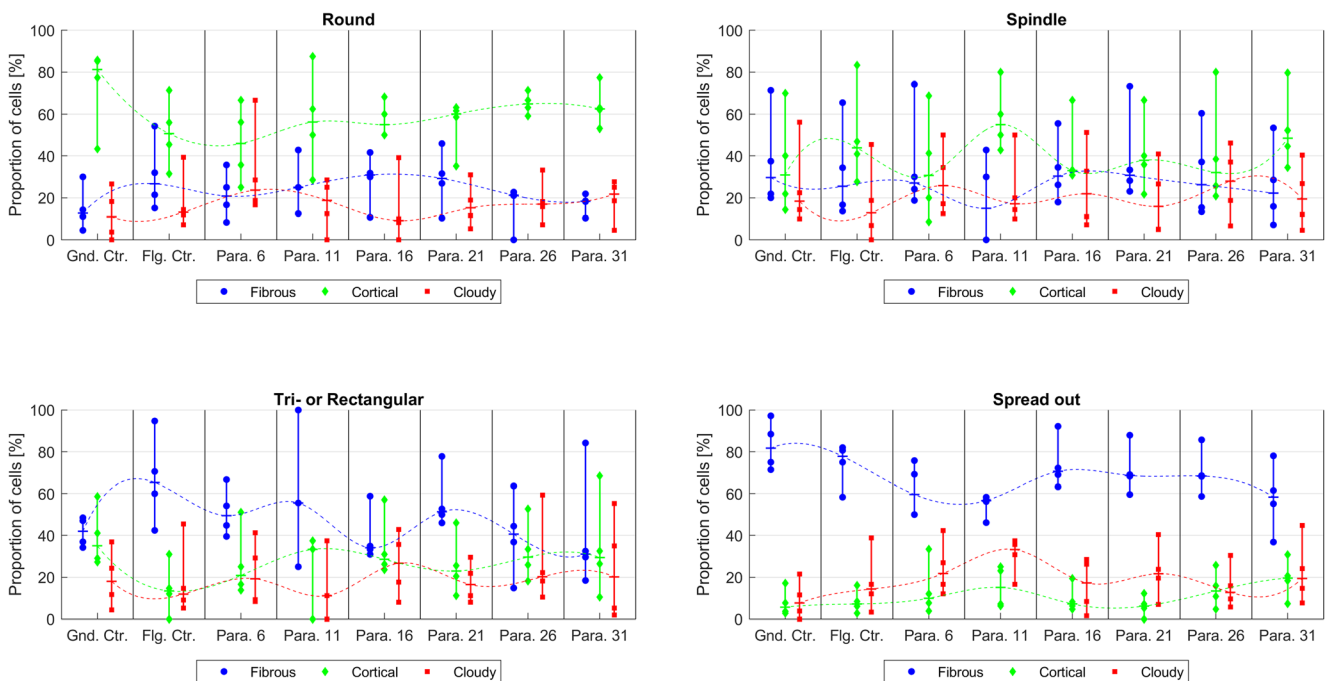 Round
Proportion of cells [%]
100
80
60
40
20
0
Gnd. Ctr. Flg. Ctr. Para. 6 Para. 11 Para. 16 Para. 21 Para. 26 Para. 31
Fibrous Cortical Cloudy
Spindle
Proportion of cells [%]
100
80
60
40
20
0
Gnd. Ctr. Flg. Ctr. Para. 6 Para. 11 Para. 16 Para. 21 Para. 26 Para. 31
Fibrous Cortical Cloudy
Tri- or Rectangular
Proportion of cells [%]
100
80
60
40
20
0
Gnd. Ctr. Flg. Ctr. Para. 6 Para. 11 Para. 16 Para. 21 Para. 26 Para. 31
Fibrous Cortical Cloudy
Spread out
Proportion of cells [%]
100
80
60
40
20
0
Gnd. Ctr. Flg. Ctr. Para. 6 Para. 11 Para. 16 Para. 21 Para. 26 Para. 31
Fibrous Cortical Cloudy